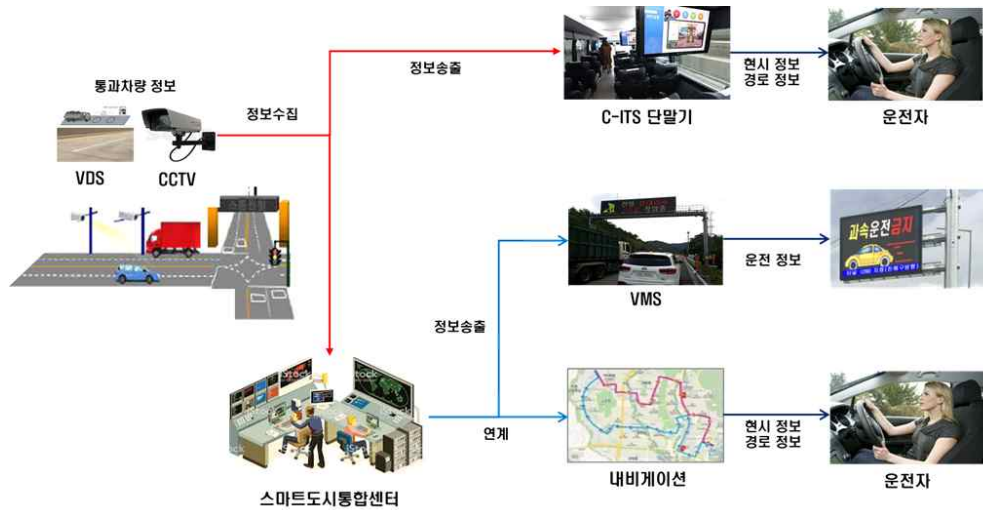 통과차량 정보
VDS
CCTV
정보수집
정보송출
C-ITS 단말기
현시 정보
경로 정보
운전자
VMS
운전 정보
과속운전금지
정보송출
스마트도시통합센터
연계
내비게이션
현시 정보
경로 정보
운전자